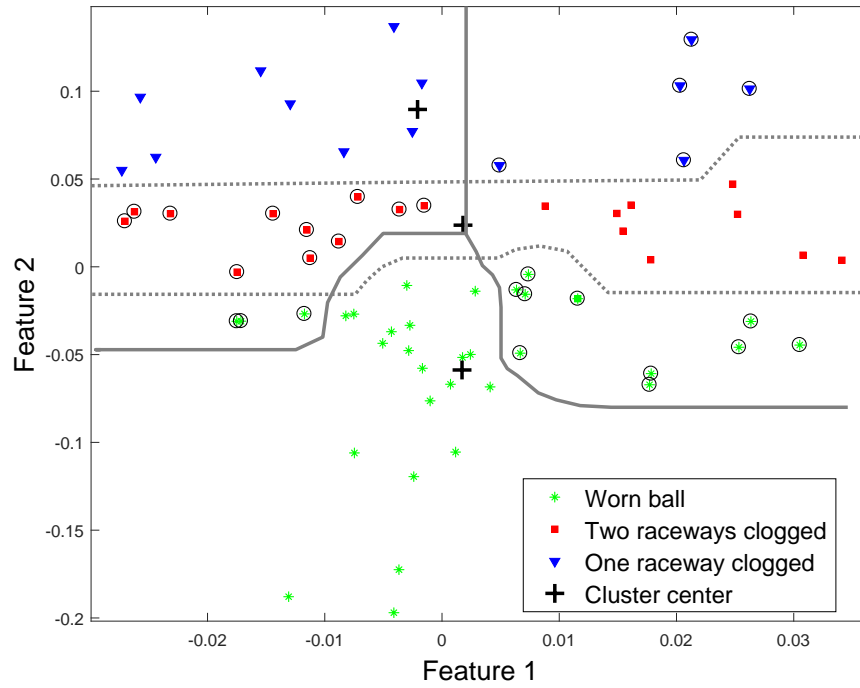 0.1
0.05
0
-0.05
-0.1
-0.15
-0.2
Feature 2
-0.02
-0.01
0
0.01
0.02
0.03
Feature 1
Worn ball
Two raceways clogged
One raceway clogged
Cluster center